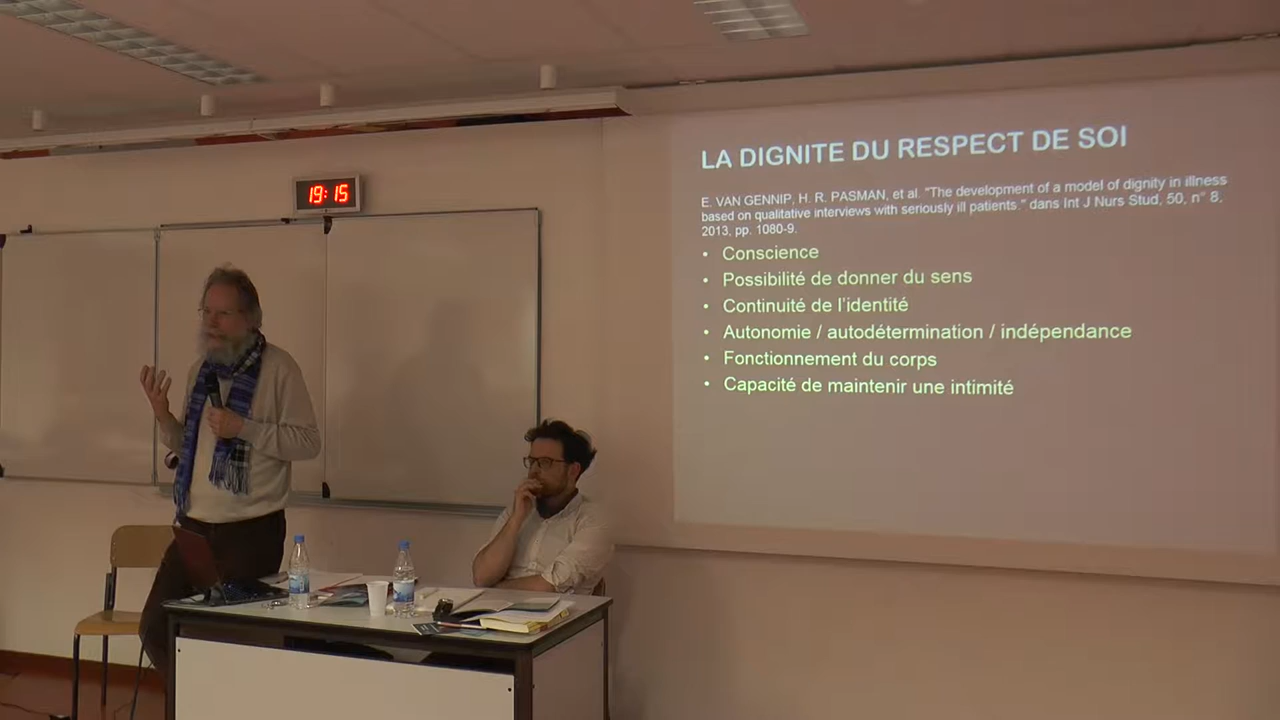 19:15
LA DIGNITE DU RESPECT DE SOI
E. VAN GENNIP, H. R. PASMAN, et al. "The development of a model of dignity in illness
based on qualitative interviews with seriously ill patients." dans Int J Nurs Stud, 50, n° 8,
2013, pp. 1080-9.
• Conscience
• Possibilité de donner du sens
• Continuité de l'identité
• Autonomie / autodétermination / indépendance
• Fonctionnement du corps
• Capacité de maintenir une intimité